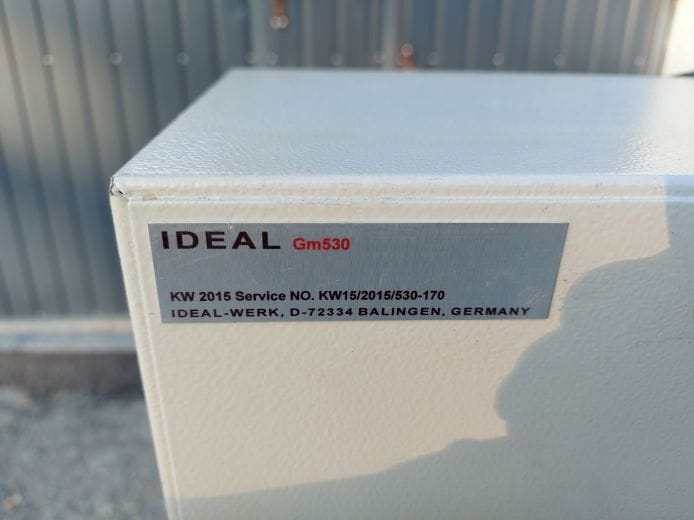 IDEAL Gm530
KW 2015 Service NO. KW15/2015/530-170
IDEAL-WERK, D-72334 BALINGEN, GERMANY